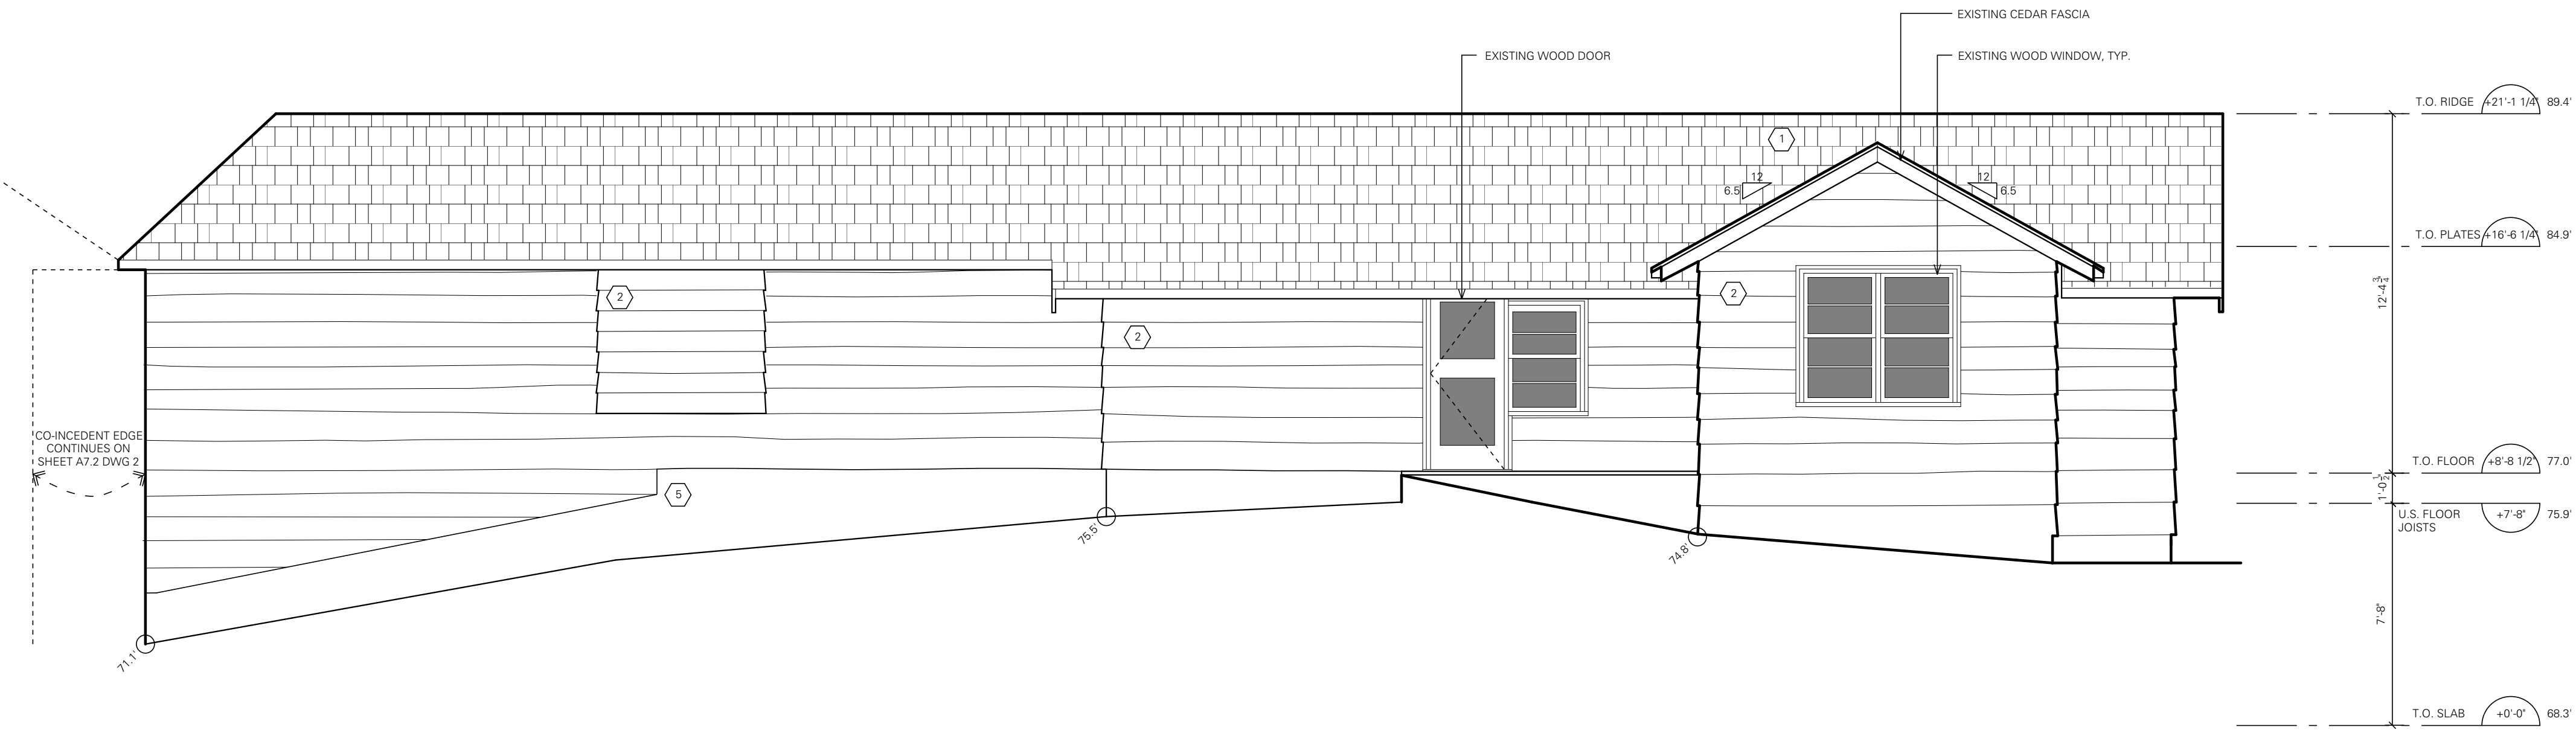 EXISTING CEDAR FASCIA
EXISTING WOOD DOOR
EXISTING WOOD WINDOW, TYP.
T.O. RIDGE +21'-1 1/4" 89.4'
1
12
6.5
12
6.5
T.O. PLATES +16'-6 1/4" 84.9'
2
2
2
12'-4 3/4"
CO-INCEDENT EDGE
CONTINUES ON
SHEET A7.2 DWG 2
T.O. FLOOR +8'-8 1/2" 77.0'
5
1'-0 1/2"
U.S. FLOOR
JOISTS
+7'-8" 75.9'
75.5'
74.8'
7'-8"
71.1'
T.O. SLAB +0'-0" 68.3'